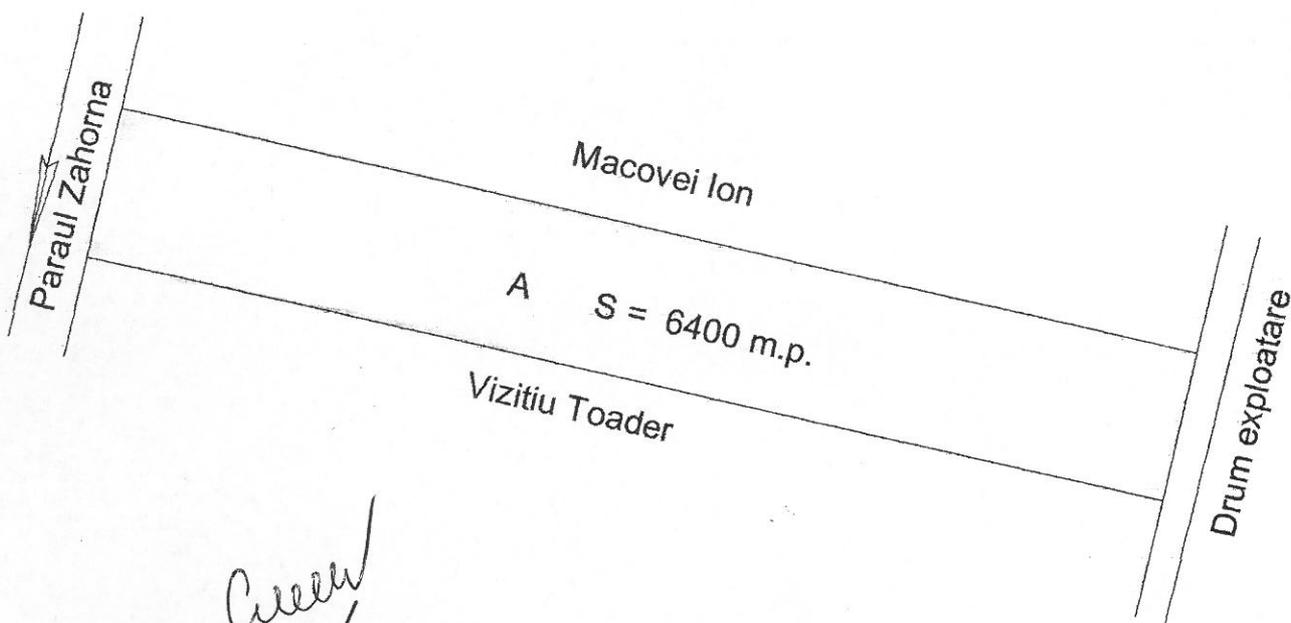 Paraul Zahorna
Macovei Ion
A S = 6400 m.p.
Vizitiu Toader
Drum exploatare